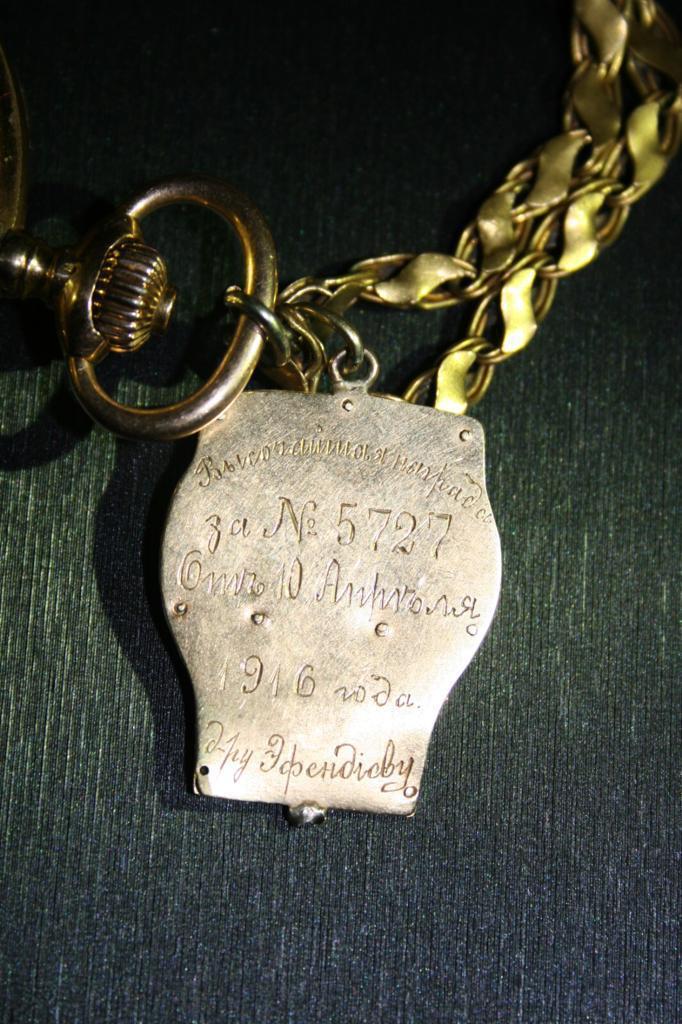 Высочайшая награда
за № 5727
Отъ 10 Апрѣля
1916 года.
д-ру Эфендіеву